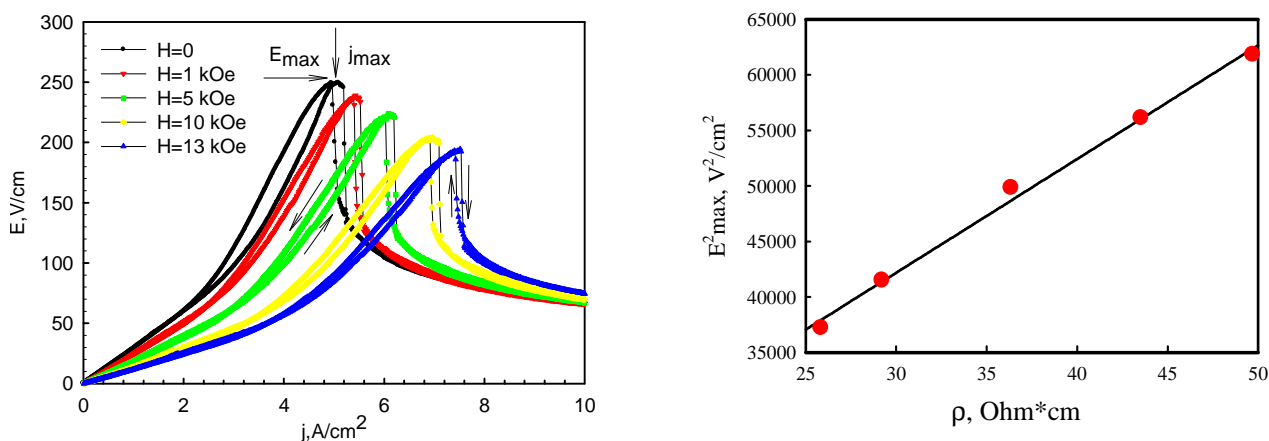 300
250
200
150
100
50
0
E,V/cm
H=0
H=1 kOe
H=5 kOe
H=10 kOe
H=13 kOe
Emax
jmax
0 2 4 6 8 10
j,A/cm²
65000
60000
55000
50000
45000
40000
35000
E²max, V²/cm²
25 30 35 40 45 50
ρ, Ohm*cm